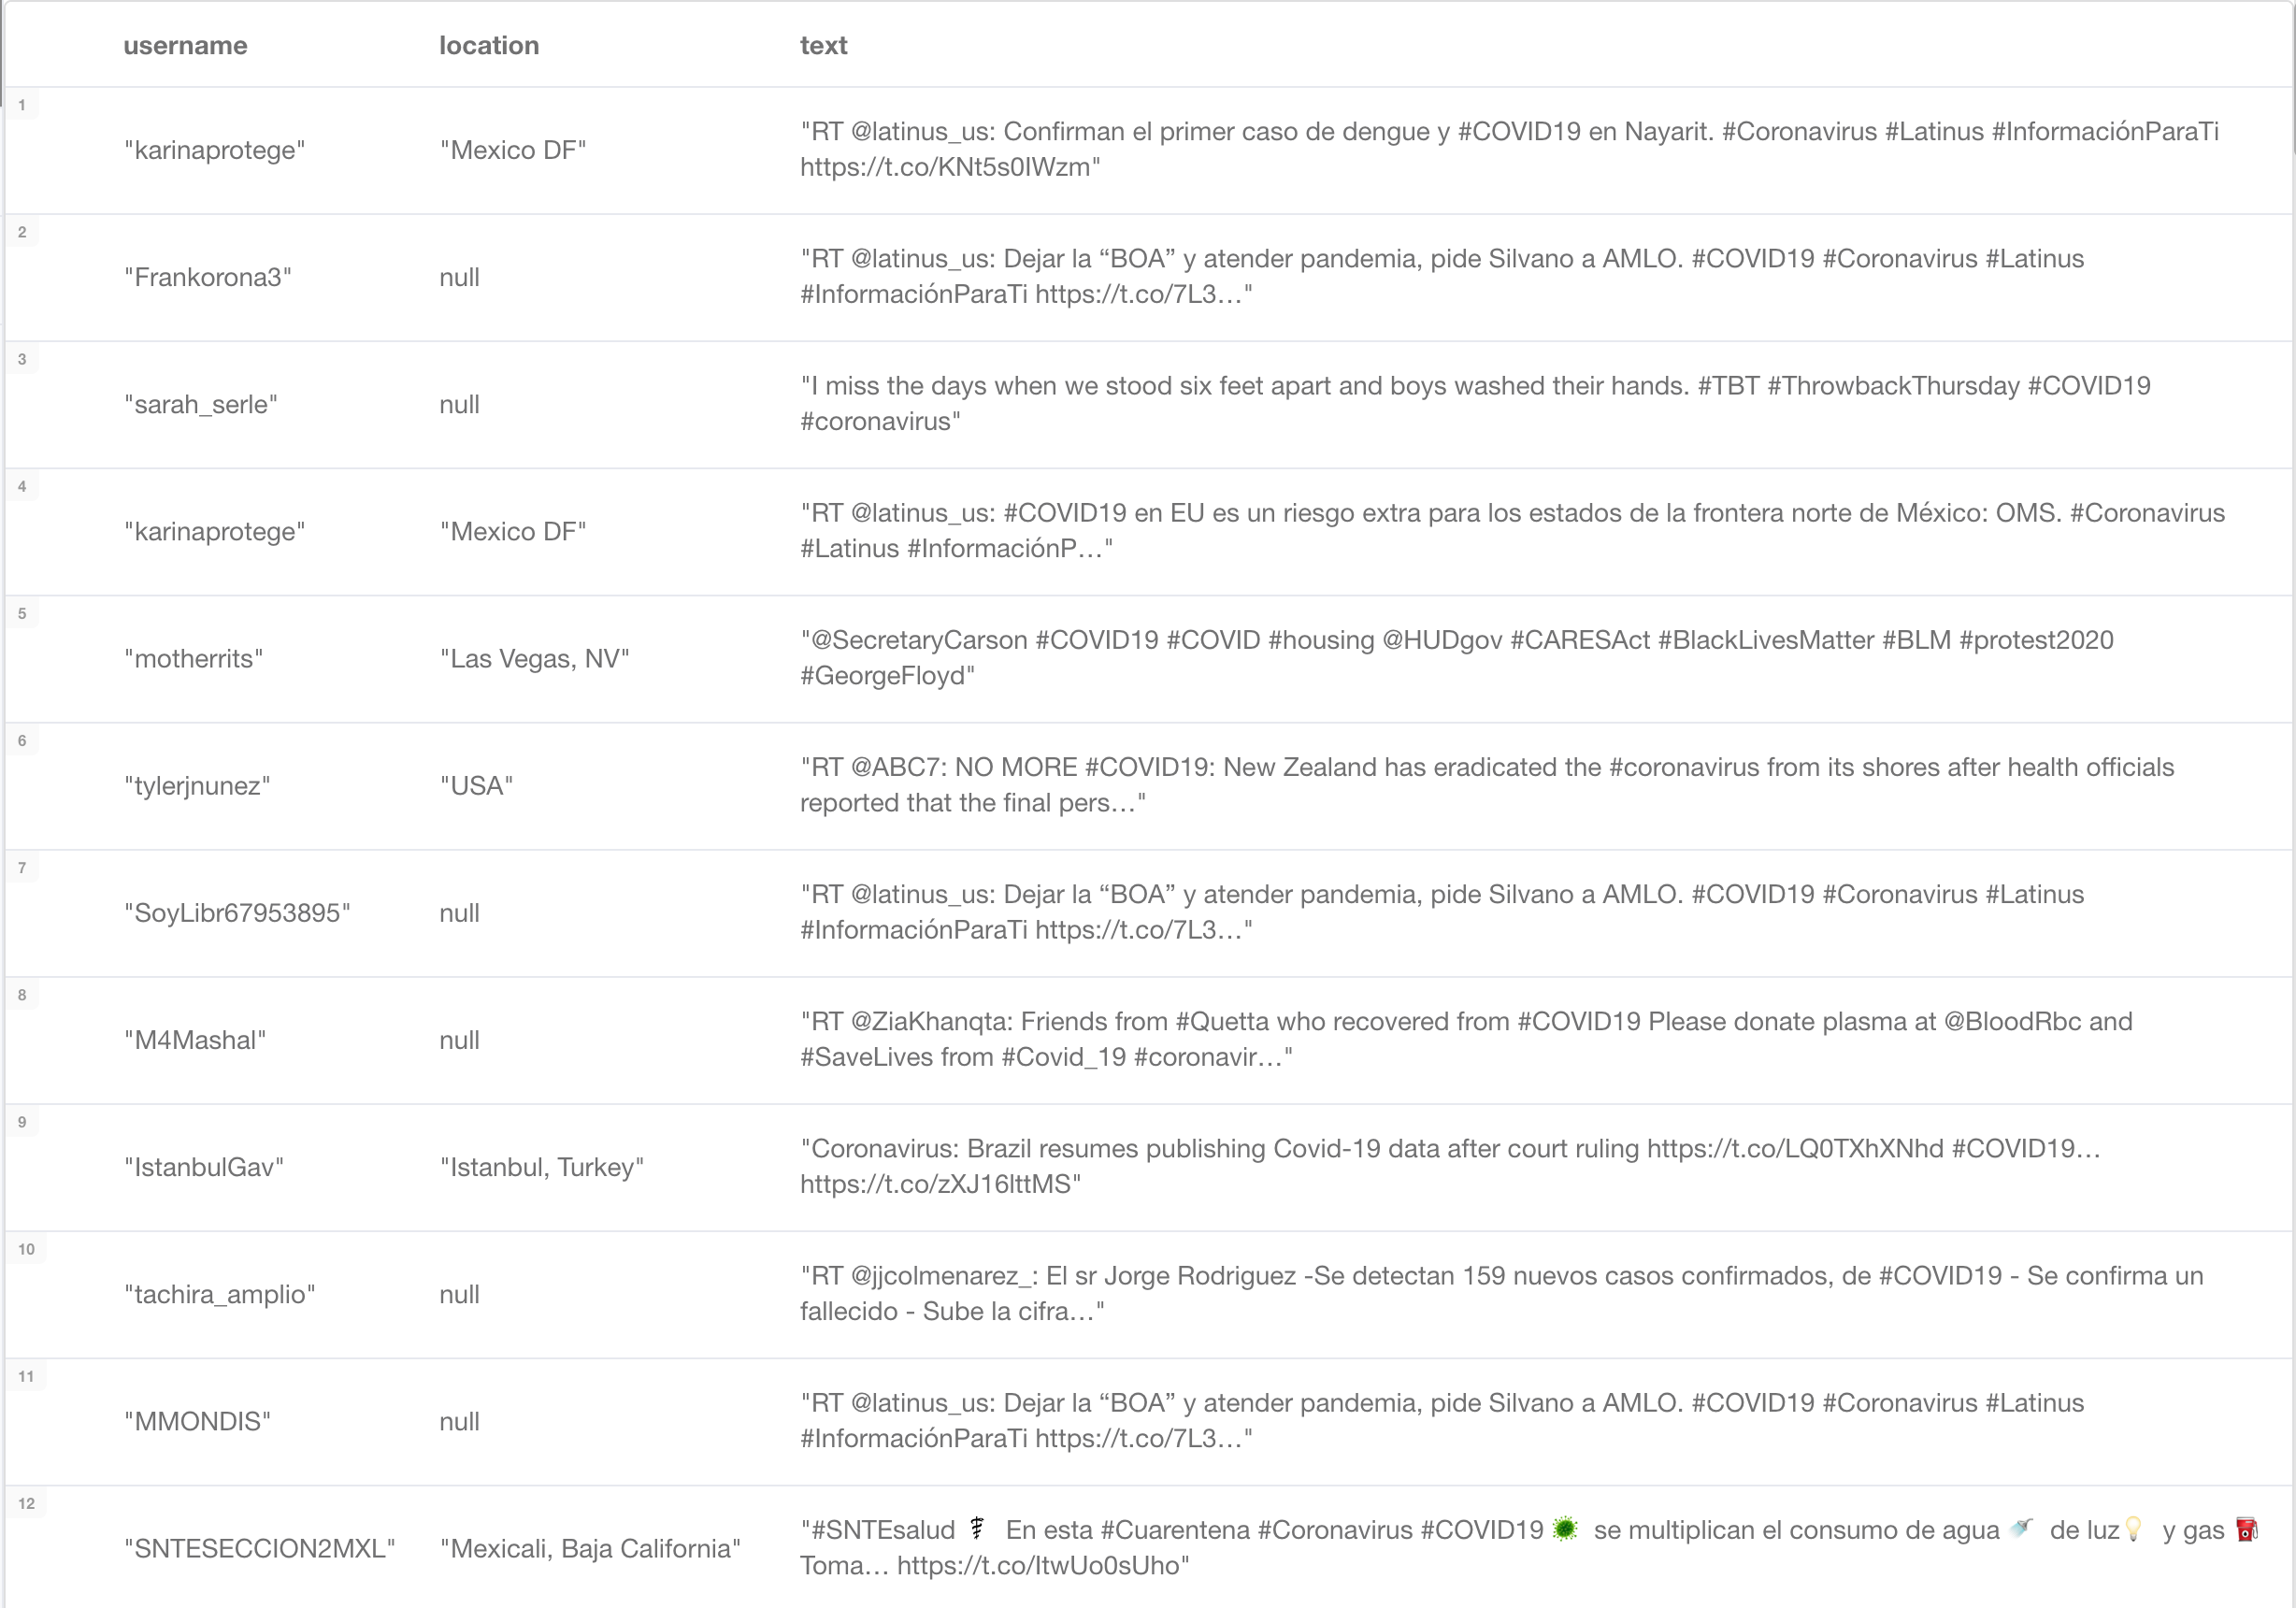 username location text
1
"karinaprotege" "Mexico DF" "RT @latinus_us: Confirman el primer caso de dengue y #COVID19 en Nayarit. #Coronavirus #Latinus #InformaciónParaTi
https://t.co/KNt5s0IWzm"
2
"Frankorona3" null "RT @latinus_us: Dejar la “BOA” y atender pandemia, pide Silvano a AMLO. #COVID19 #Coronavirus #Latinus
#InformaciónParaTi https://t.co/7L3…"
3
"sarah_serle" null "I miss the days when we stood six feet apart and boys washed their hands. #TBT #ThrowbackThursday #COVID19
#coronavirus"
4
"karinaprotege" "Mexico DF" "RT @latinus_us: #COVID19 en EU es un riesgo extra para los estados de la frontera norte de México: OMS. #Coronavirus
#Latinus #InformaciónP…"
5
"motherrits" "Las Vegas, NV" "@SecretaryCarson #COVID19 #COVID #housing @HUDgov #CARESAct #BlackLivesMatter #BLM #protest2020
#GeorgeFloyd"
6
"tylerjnunez" "USA" "RT @ABC7: NO MORE #COVID19: New Zealand has eradicated the #coronavirus from its shores after health officials
reported that the final pers…"
7
"SoyLibr67953895" null "RT @latinus_us: Dejar la “BOA” y atender pandemia, pide Silvano a AMLO. #COVID19 #Coronavirus #Latinus
#InformaciónParaTi https://t.co/7L3…"
8
"M4Mashal" null "RT @ZiaKhanqta: Friends from #Quetta who recovered from #COVID19 Please donate plasma at @BloodRbc and
#SaveLives from #Covid_19 #coronavir…"
9
"IstanbulGav" "Istanbul, Turkey" "Coronavirus: Brazil resumes publishing Covid-19 data after court ruling https://t.co/LQ0TXhXNhd #COVID19…
https://t.co/zXJ16lttMS"
10
"tachira_amplio" null "RT @jjcolmenarez_: El sr Jorge Rodriguez -Se detectan 159 nuevos casos confirmados, de #COVID19 - Se confirma un
fallecido - Sube la cifra…"
11
"MMONDIS" null "RT @latinus_us: Dejar la “BOA” y atender pandemia, pide Silvano a AMLO. #COVID19 #Coronavirus #Latinus
#InformaciónParaTi https://t.co/7L3…"
12
"SNTESECCION2MXL" "Mexicali, Baja California" "#SNTEsalud ⚕ En esta #Cuarentena #Coronavirus #COVID19 🦠 se multiplican el consumo de agua 🚿 de luz💡 y gas ⛽
Toma… https://t.co/ItwUo0sUho"